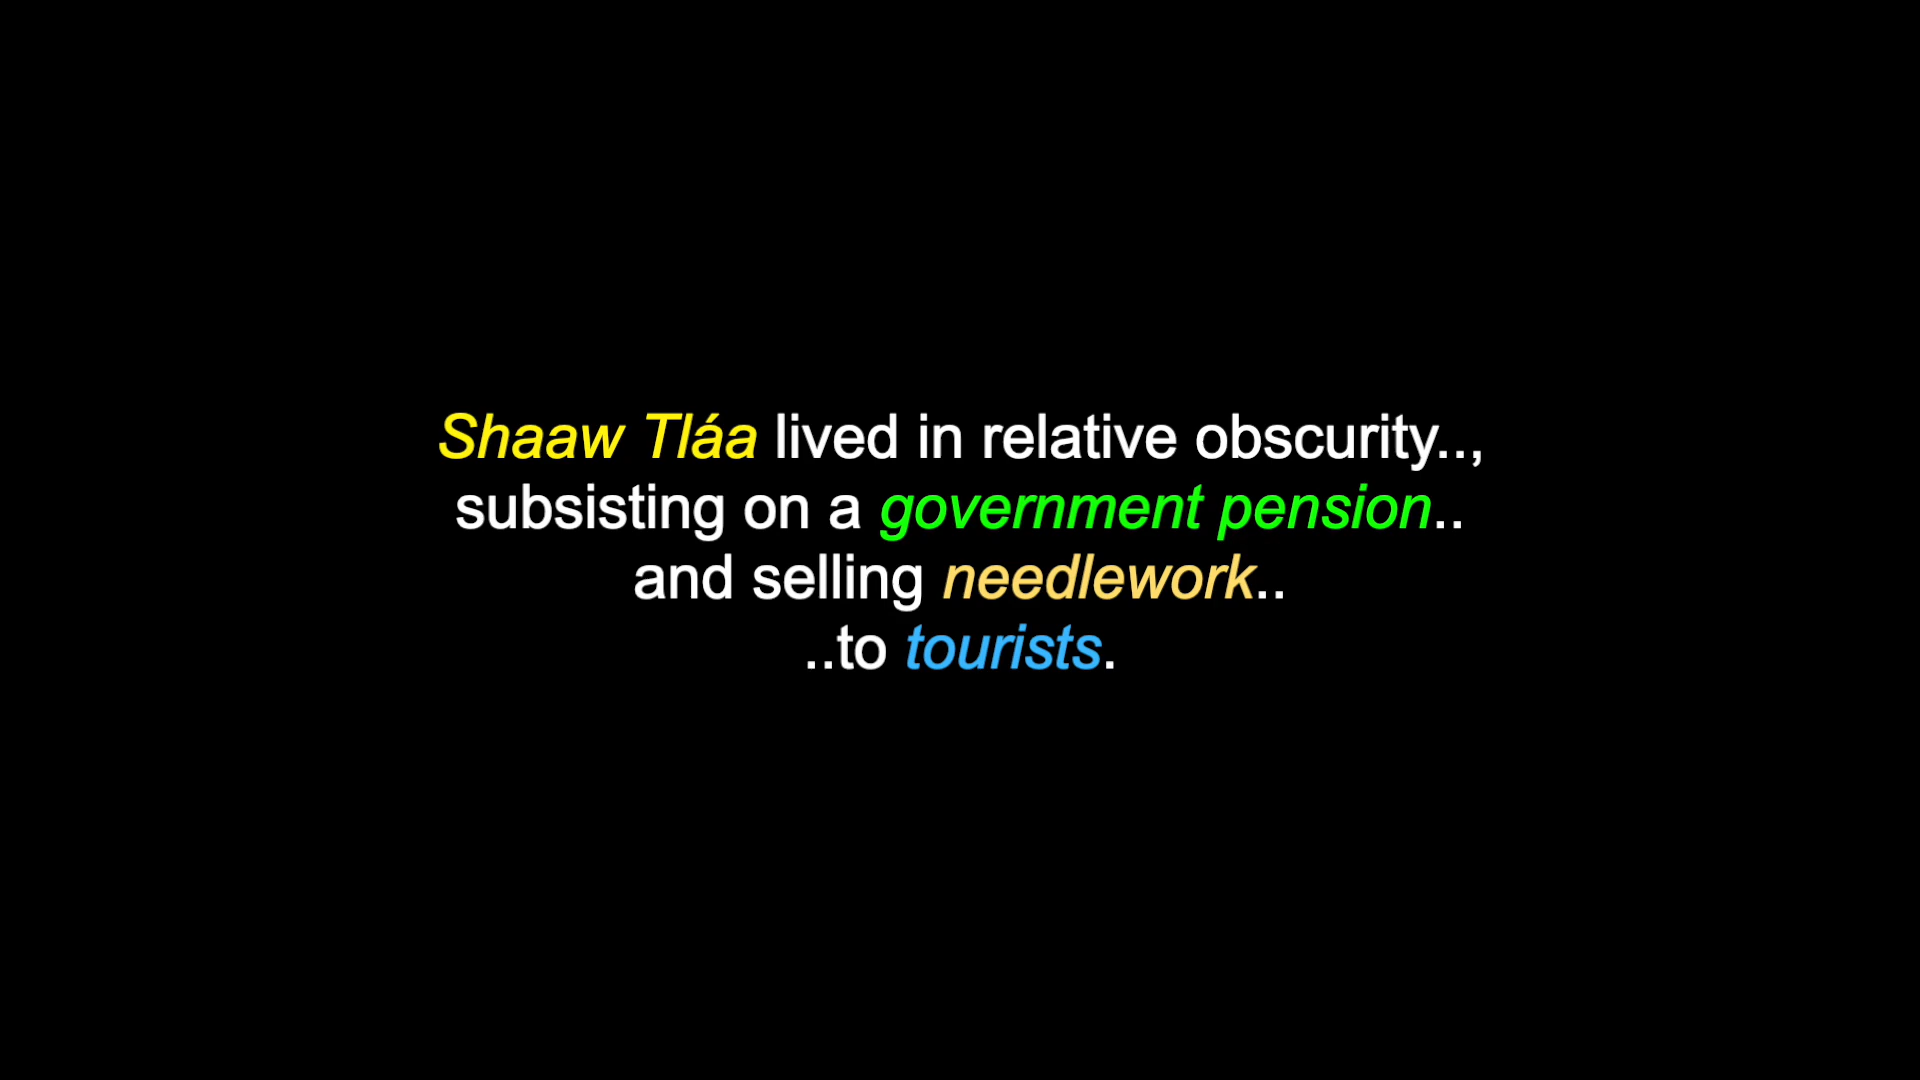 Shaaw Tláa lived in relative obscurity..,
subsisting on a government pension..
and selling needlework..
..to tourists.